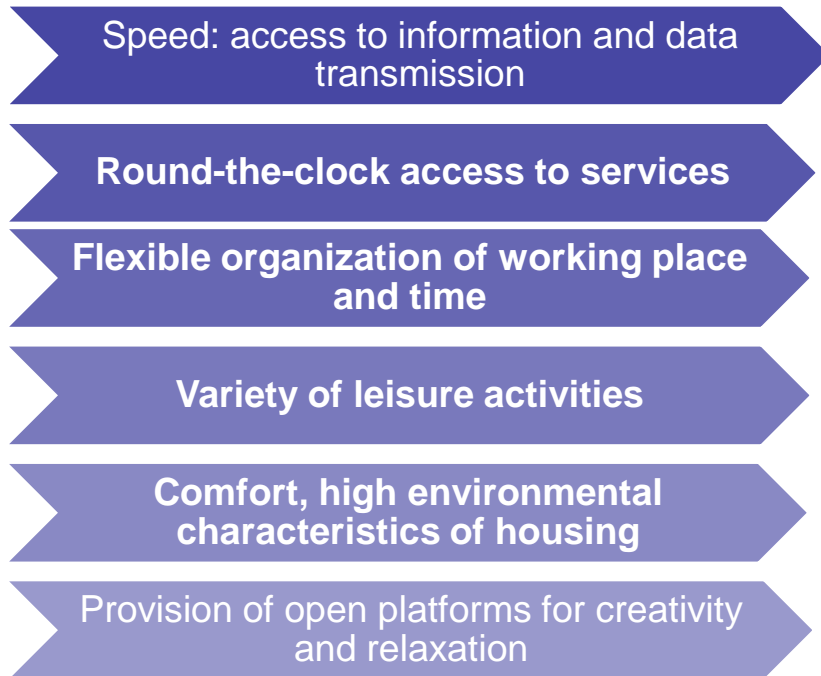 Speed: access to information and data
transmission
Round-the-clock access to services
Flexible organization of working place
and time
Variety of leisure activities
Comfort, high environmental
characteristics of housing
Provision of open platforms for creativity
and relaxation